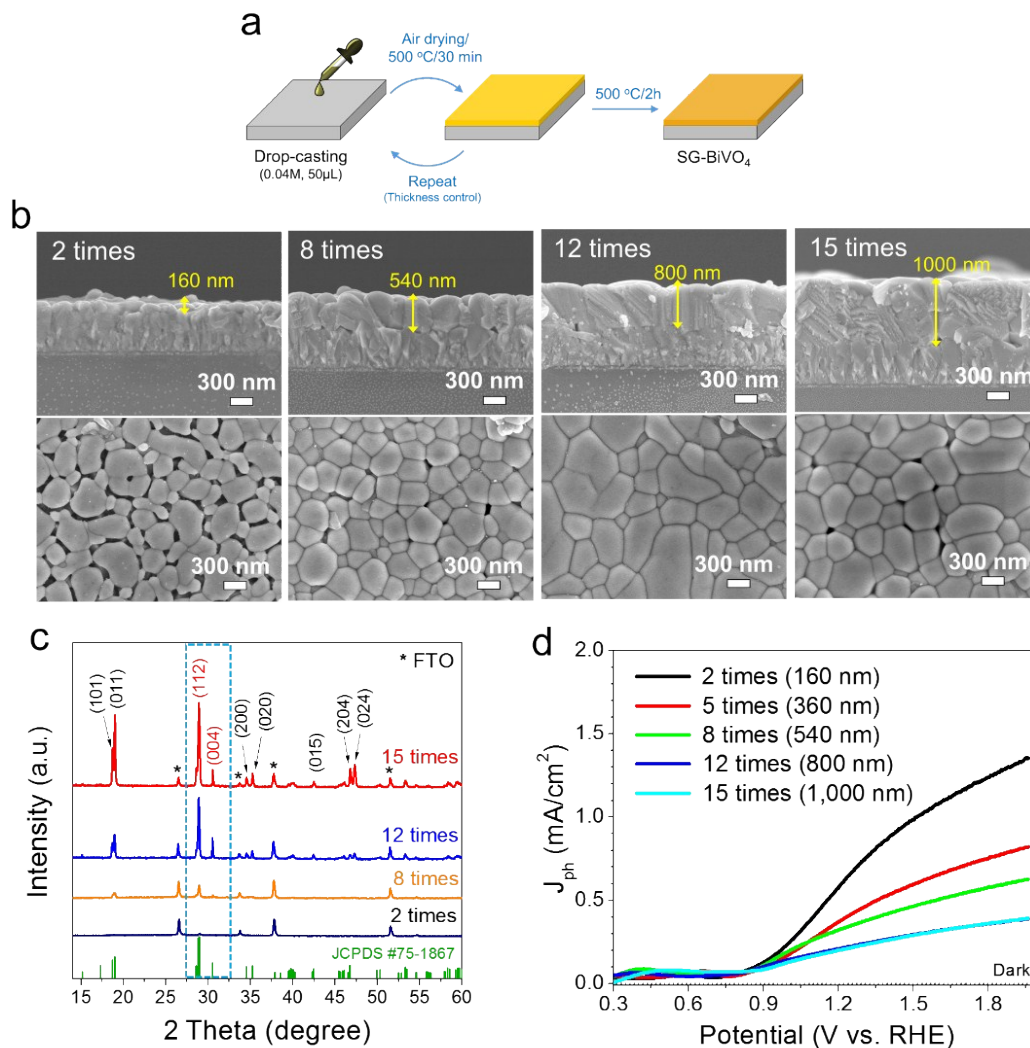 a
Air drying/
500 °C/30 min
500 °C/2h
Drop-casting
(0.04M, 50µL)
Repeat
(Thickness control)
SG-BiVO₄
b
2 times
160 nm
300 nm
8 times
540 nm
300 nm
12 times
800 nm
300 nm
15 times
1000 nm
300 nm
300 nm
300 nm
300 nm
300 nm
c
Intensity (a.u.)
(101)
(011)
(112)
(004)
* FTO
(200)
(020)
(015)
(204)
(024)
*
*
*
*
15 times
12 times
8 times
2 times
JCPDS #75-1867
15 20 25 30 35 40 45 50 55 60
2 Theta (degree)
d
J_ph (mA/cm²)
2.0
1.5
1.0
0.5
0.0
2 times (160 nm)
5 times (360 nm)
8 times (540 nm)
12 times (800 nm)
15 times (1,000 nm)
Dark
0.3 0.6 0.9 1.2 1.5 1.8
Potential (V vs. RHE)